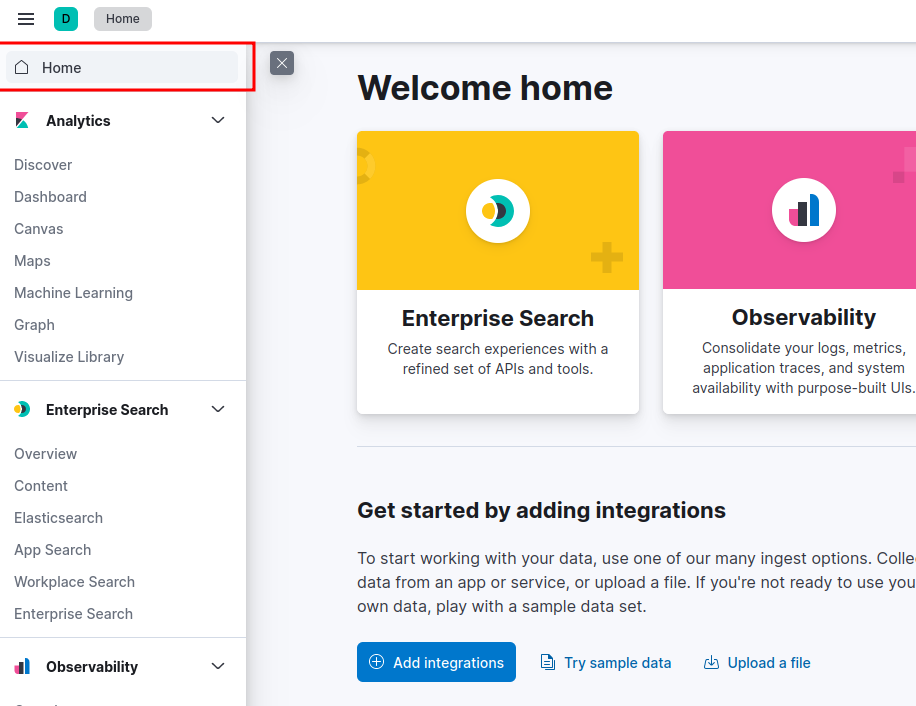 D
Home
Home
Analytics
Discover
Dashboard
Canvas
Maps
Machine Learning
Graph
Visualize Library
Enterprise Search
Overview
Content
Elasticsearch
App Search
Workplace Search
Enterprise Search
Observability
Welcome home
Enterprise Search
Create search experiences with a
refined set of APIs and tools.
Observability
Consolidate your logs, metrics,
application traces, and system
availability with purpose-built UIs.
Get started by adding integrations
To start working with your data, use one of our many ingest options. Colle
data from an app or service, or upload a file. If you're not ready to use you
own data, play with a sample data set.
Add integrations
Try sample data
Upload a file